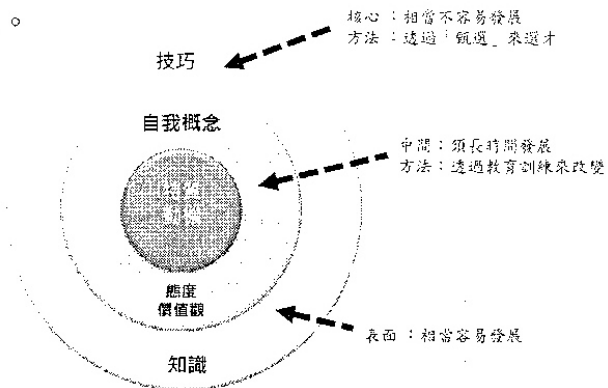 核心：相當不容易發展
方法：透過「甄選」來選才
技巧
自我概念
中間：須長時間發展
方法：透過教育訓練來改變
態度
價值觀
表面：相當容易發展
知識